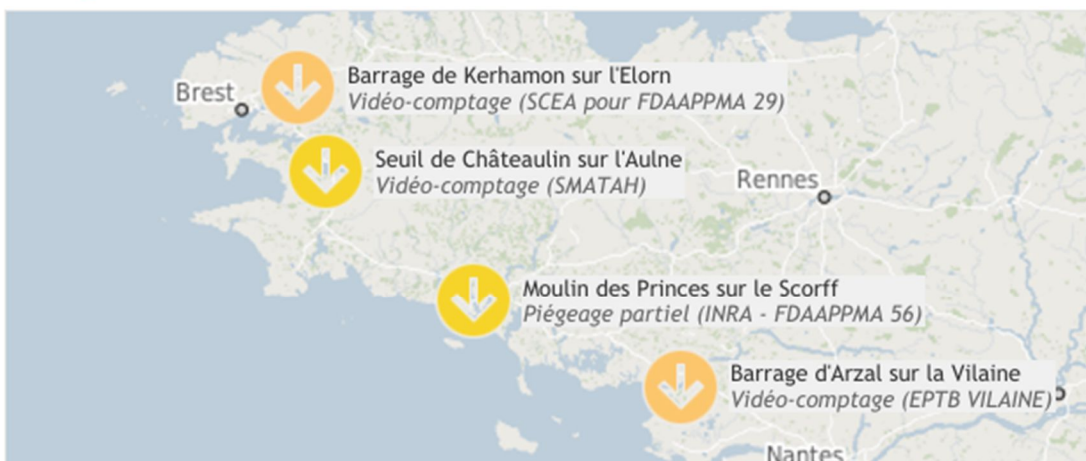 Barrage de Kerhamon sur l'Elorn
Vidéo-comptage (SCEA pour FDAAPPMA 29)
Brest
Seuil de Châteaulin sur l'Aulne
Vidéo-comptage (SMATAH)
Rennes
Moulin des Princes sur le Scorff
Piégeage partiel (INRA - FDAAPPMA 56)
Barrage d'Arzal sur la Vilaine
Vidéo-comptage (EPTB VILAINE)
Nantes